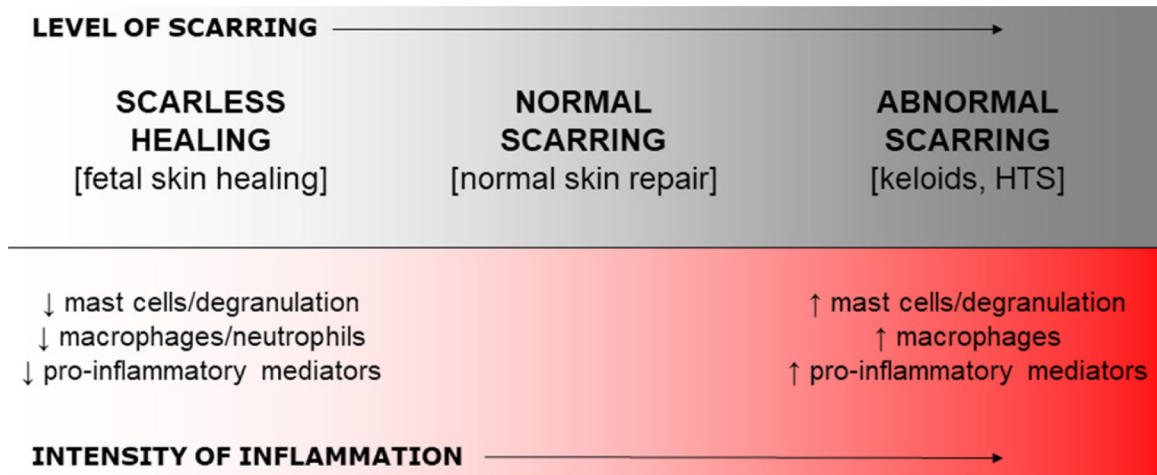 LEVEL OF SCARRING
SCARLESS
HEALING
[fetal skin healing]
NORMAL
SCARRING
[normal skin repair]
ABNORMAL
SCARRING
[keloids, HTS]
↓ mast cells/degranulation
↓ macrophages/neutrophils
↓ pro-inflammatory mediators
↑ mast cells/degranulation
↑ macrophages
↑ pro-inflammatory mediators
INTENSITY OF INFLAMMATION